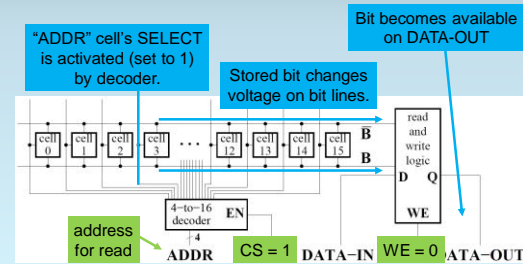 Bit becomes available
on DATA-OUT
“ADDR” cell’s SELECT
is activated (set to 1)
by decoder.
Stored bit changes
voltage on bit lines.
B
read
and
write
logic
cell
0
cell
1
cell
2
cell
3
• • •
cell
12
cell
13
cell
14
cell
15
B
D Q
4−to−16
decoder
EN
WE
address
for read
4
ADDR
CS = 1
DATA−IN
WE = 0
DATA−OUT